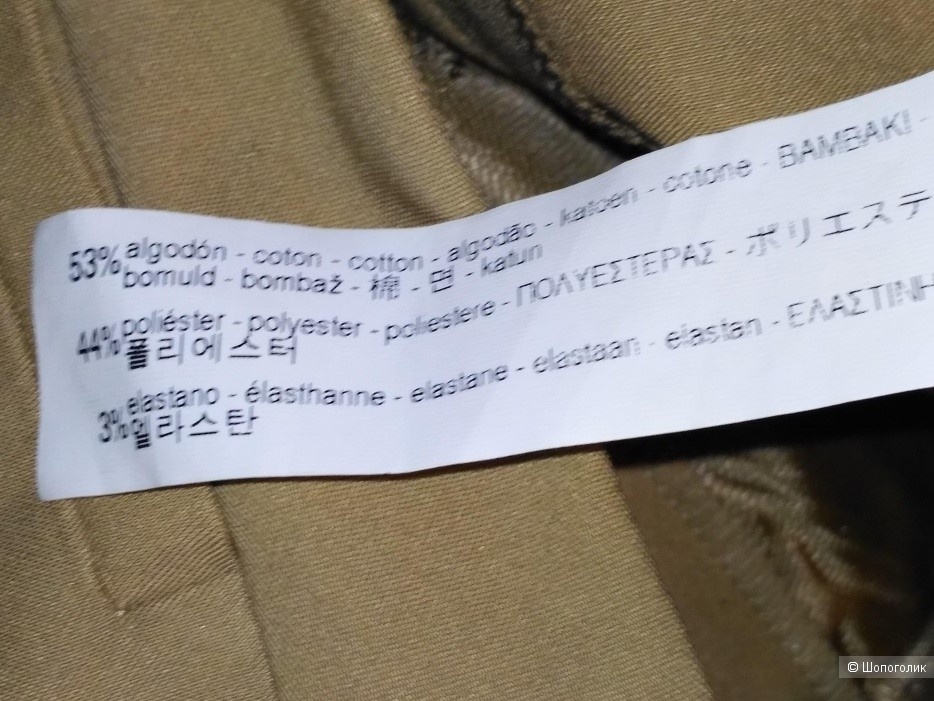 53% algodón - coton - cotton - algodão - katoen - cotone - ΒΑΜΒΑΚΙ -
bomuld - bombaž - 棉 - 면 - katun
44% poliéster - polyester - poliestere - ΠΟΛΥΕΣΤΕΡΑΣ - ポリエステ
폴리에스터
3% elastano - élasthanne - elastane - elastaan - elastan - ΕΛΑΣΤΙΝΗ
엘라스탄
© Шопоголик